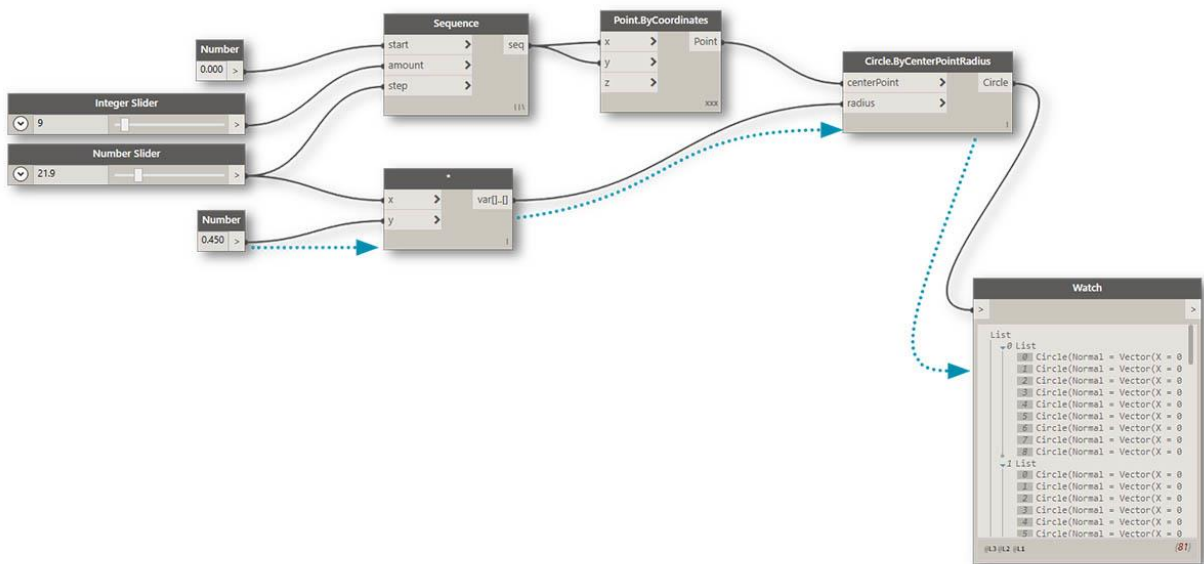 Number
0.000 >
Integer Slider
9 >
Number Slider
21.9 >
Number
0.450 >
Sequence
start > seq
amount >
step >
*
x > var[]..[]
y >
Point.ByCoordinates
x > Point
y >
z >
xxx
Circle.ByCenterPointRadius
centerPoint > Circle
radius >
Watch
> >
List
0 List
0 Circle(Normal = Vector(X = 0
1 Circle(Normal = Vector(X = 0
2 Circle(Normal = Vector(X = 0
3 Circle(Normal = Vector(X = 0
4 Circle(Normal = Vector(X = 0
5 Circle(Normal = Vector(X = 0
6 Circle(Normal = Vector(X = 0
7 Circle(Normal = Vector(X = 0
8 Circle(Normal = Vector(X = 0
1 List
0 Circle(Normal = Vector(X = 0
1 Circle(Normal = Vector(X = 0
2 Circle(Normal = Vector(X = 0
3 Circle(Normal = Vector(X = 0
4 Circle(Normal = Vector(X = 0
5 Circle(Normal = Vector(X = 0
@L3 @L2 @L1 {81}